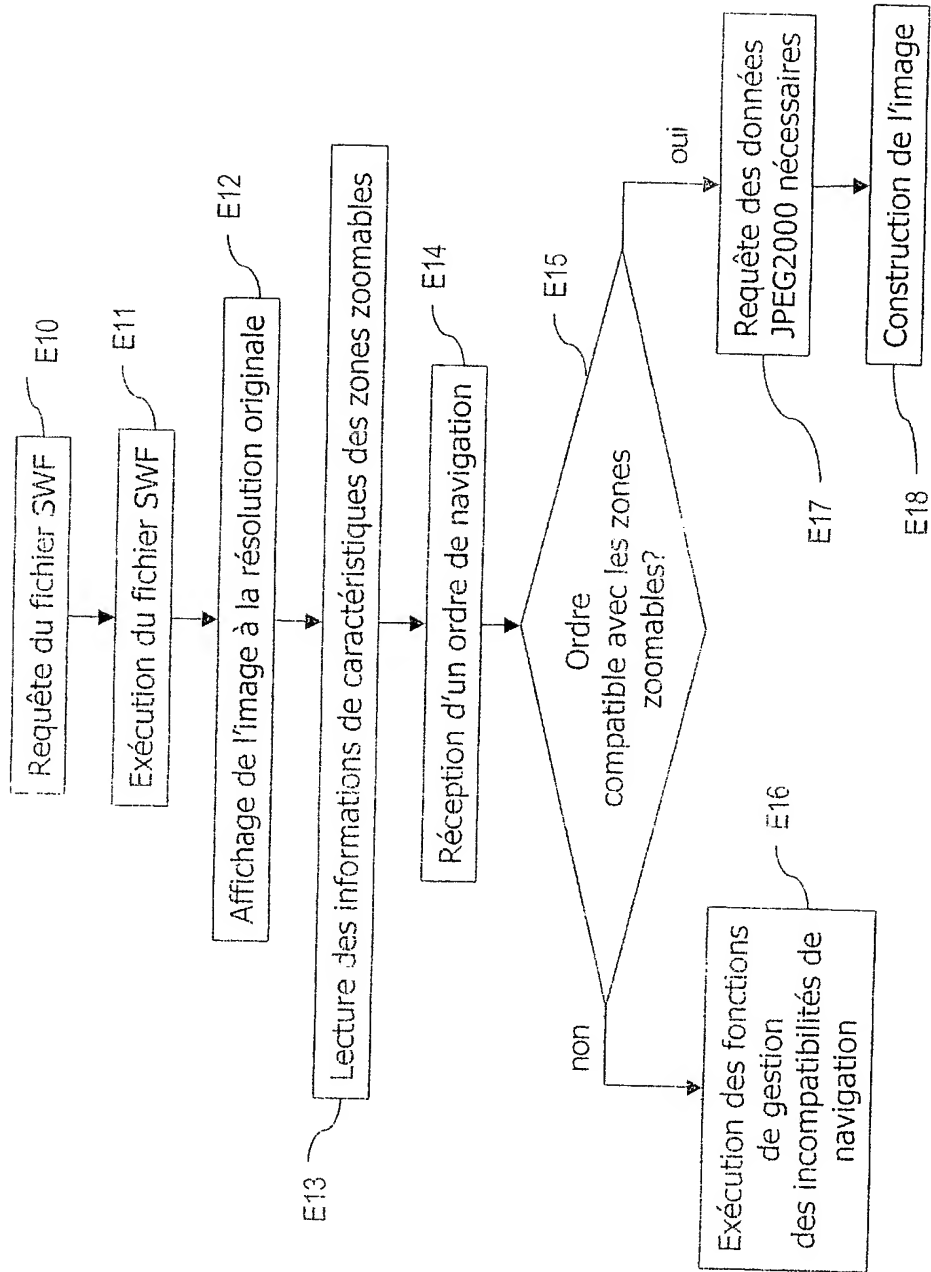 Requête du fichier SWF
E10
Exécution du fichier SWF
E11
Affichage de l'image à la résolution originale
E12
Lecture des informations de caractéristiques des zones zoomables
E13
Réception d'un ordre de navigation
E14
Ordre
compatible avec les zones
zoomables?
E15
non
oui
Exécution des fonctions
de gestion
des incompatibilités de
navigation
E16
Requête des données
JPEG2000 nécessaires
E17
Construction de l'image
E18